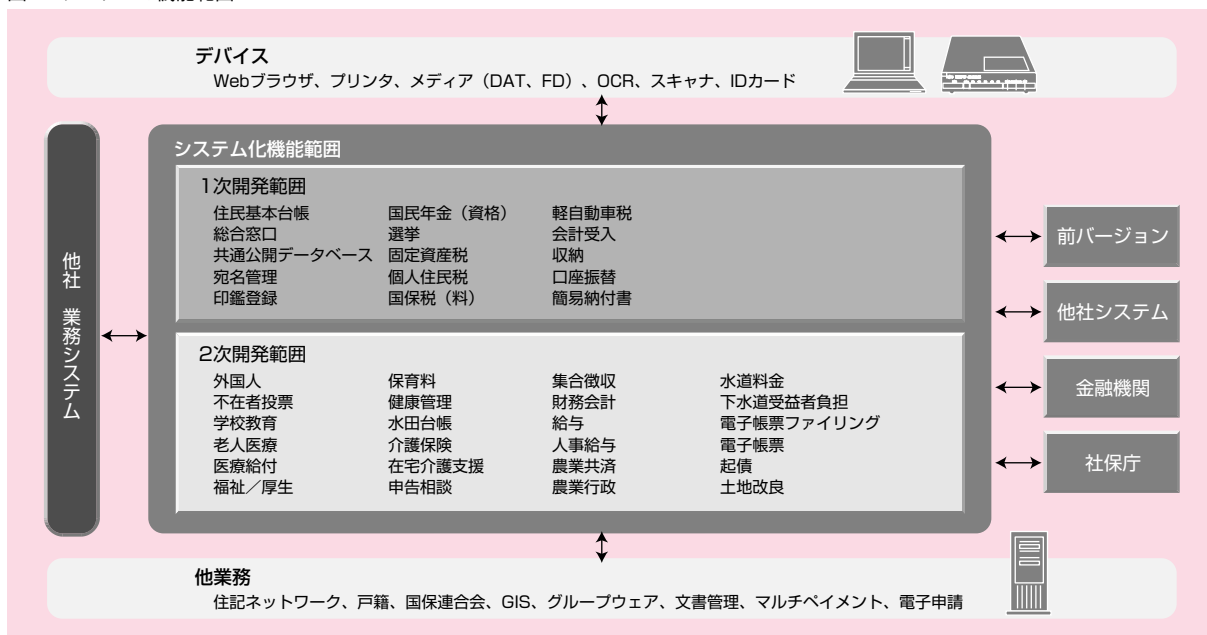 デバイス
Webブラウザ、プリンタ、メディア（DAT、FD）、OCR、スキャナ、IDカード
他社 業務システム
システム化機能範囲
1次開発範囲
住民基本台帳 国民年金（資格） 軽自動車税
総合窓口 選挙 会計受入
共通公開データベース 固定資産税 収納
宛名管理 個人住民税 口座振替
印鑑登録 国保税（料） 簡易納付書
2次開発範囲
外国人 保育料 集合徴収 水道料金
不在者投票 健康管理 財務会計 下水道受益者負担
学校教育 水田台帳 給与 電子帳票ファイリング
老人医療 介護保険 人事給与 電子帳票
医療給付 在宅介護支援 農業共済 起債
福祉／厚生 申告相談 農業行政 土地改良
前バージョン
他社システム
金融機関
社保庁
他業務
住記ネットワーク、戸籍、国保連合会、GIS、グループウェア、文書管理、マルチペイメント、電子申請